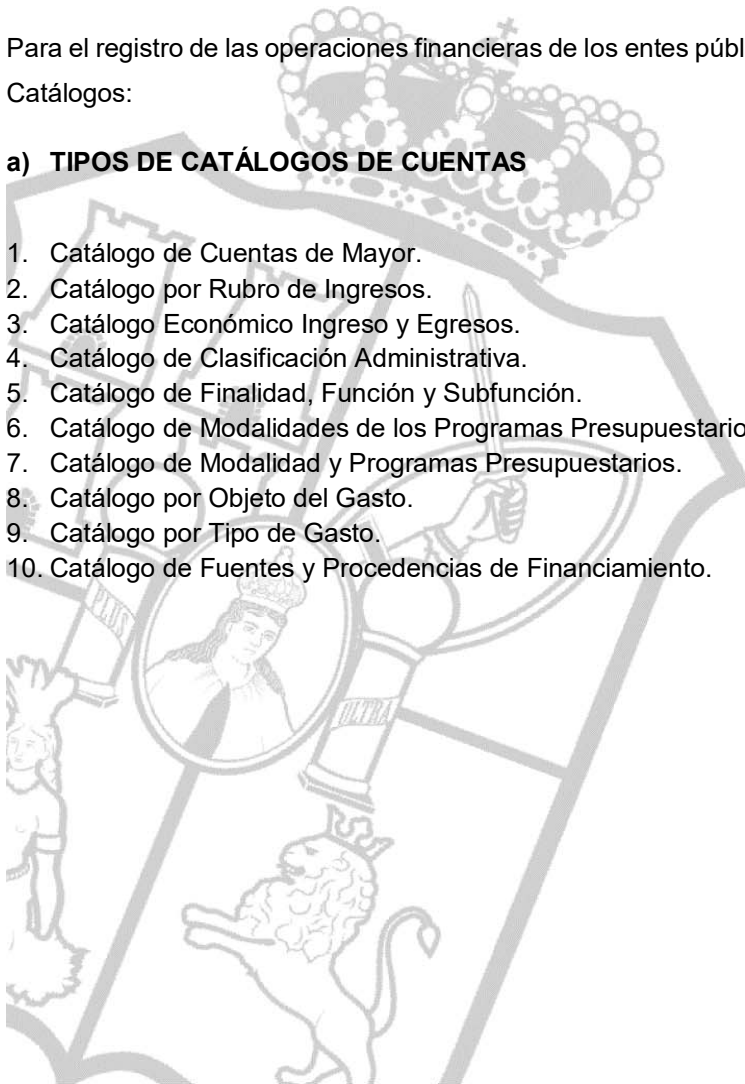 Para el registro de las operaciones financieras de los entes públ
Catálogos:
a) TIPOS DE CATÁLOGOS DE CUENTAS
1. Catálogo de Cuentas de Mayor.
2. Catálogo por Rubro de Ingresos.
3. Catálogo Económico Ingreso y Egresos.
4. Catálogo de Clasificación Administrativa.
5. Catálogo de Finalidad, Función y Subfunción.
6. Catálogo de Modalidades de los Programas Presupuestario
7. Catálogo de Modalidad y Programas Presupuestarios.
8. Catálogo por Objeto del Gasto.
9. Catálogo por Tipo de Gasto.
10. Catálogo de Fuentes y Procedencias de Financiamiento.
PLUS
ULTRA